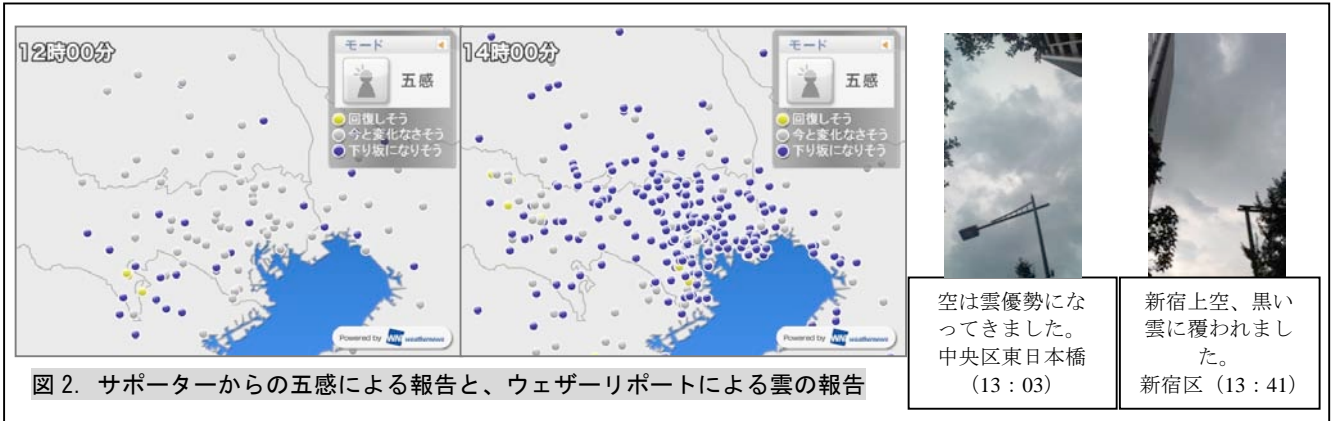 12時00分
モード
五感
回復しそう
今と変化なさそう
下り坂になりそう
Powered by WNI weathernews
14時00分
モード
五感
回復しそう
今と変化なさそう
下り坂になりそう
Powered by WNI weathernews
図 2. サポーターからの五感による報告と、ウェザーリポートによる雲の報告
空は雲優勢にな
ってきました。
中央区東日本橋
（13：03）
新宿上空、黒い
雲に覆われまし
た。
新宿区（13：41）